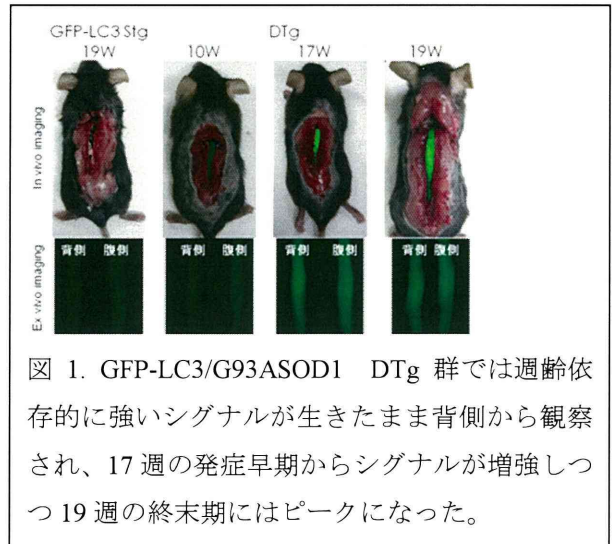 GFP-LC3 Stg DTg
19W 10W 17W 19W
In vivo imaging
背側 腹側 背側 腹側 背側 腹側 背側 腹側
Ex vivo imaging
図 1. GFP-LC3/G93ASOD1 DTg 群では週齢依
存的に強いシグナルが生きたまま背側から観察
され、17 週の発症早期からシグナルが増強しつ
つ 19 週の終末期にはピークになった。